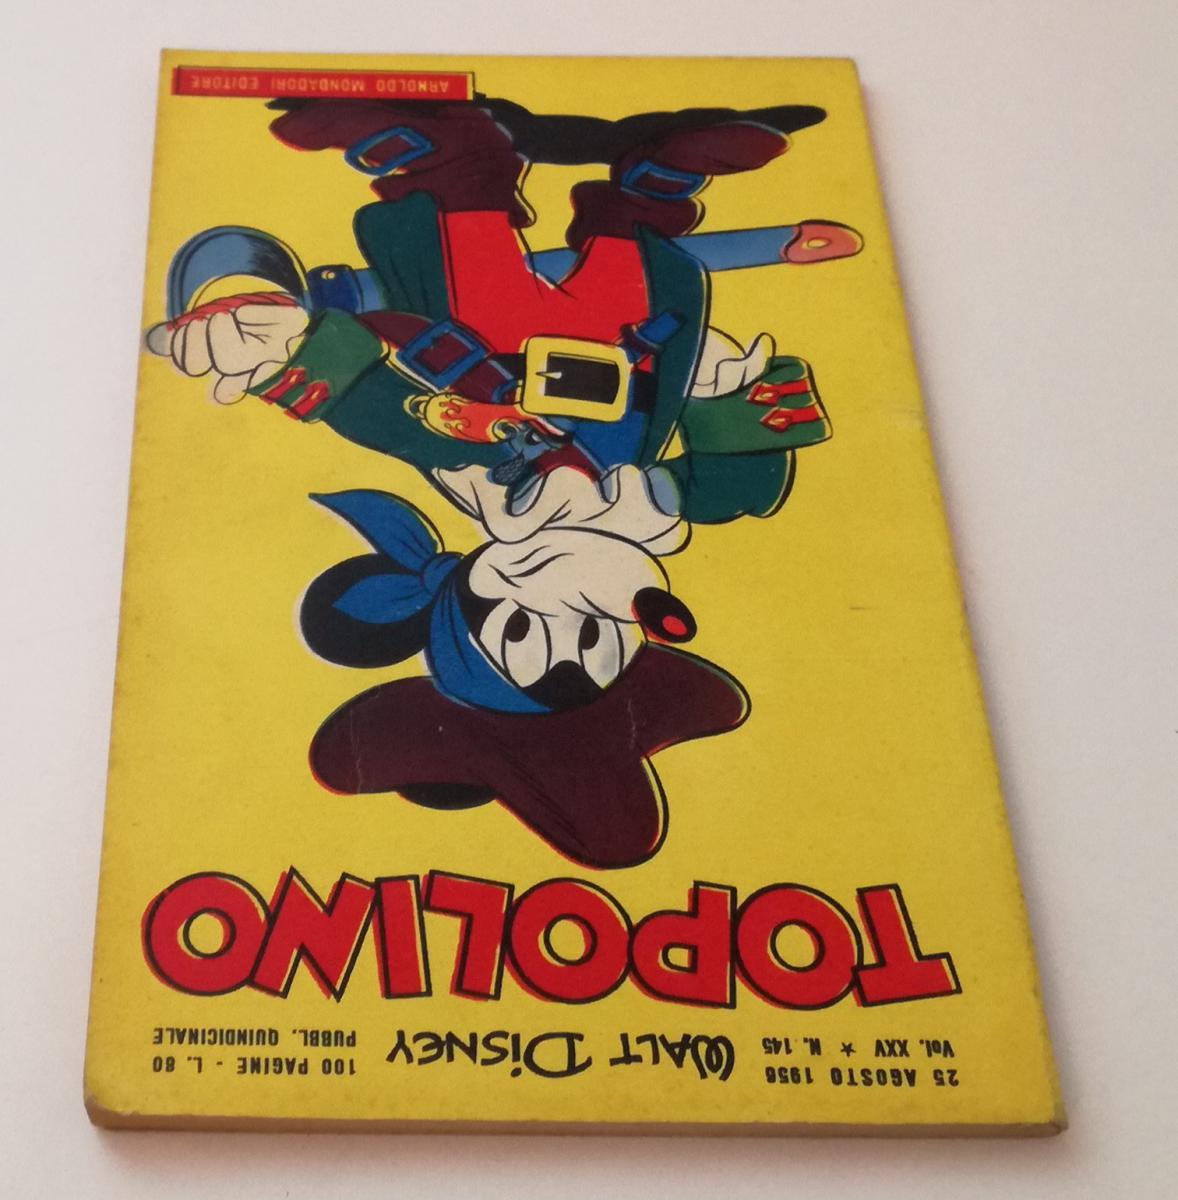 25 AGOSTO 1956
Vol. XXV ★ N. 145
WALT DISNEY
100 PAGINE - L. 80
PUBBL. QUINDICINALE
TOPOLINO
ARNOLDO MONDADORI EDITORE